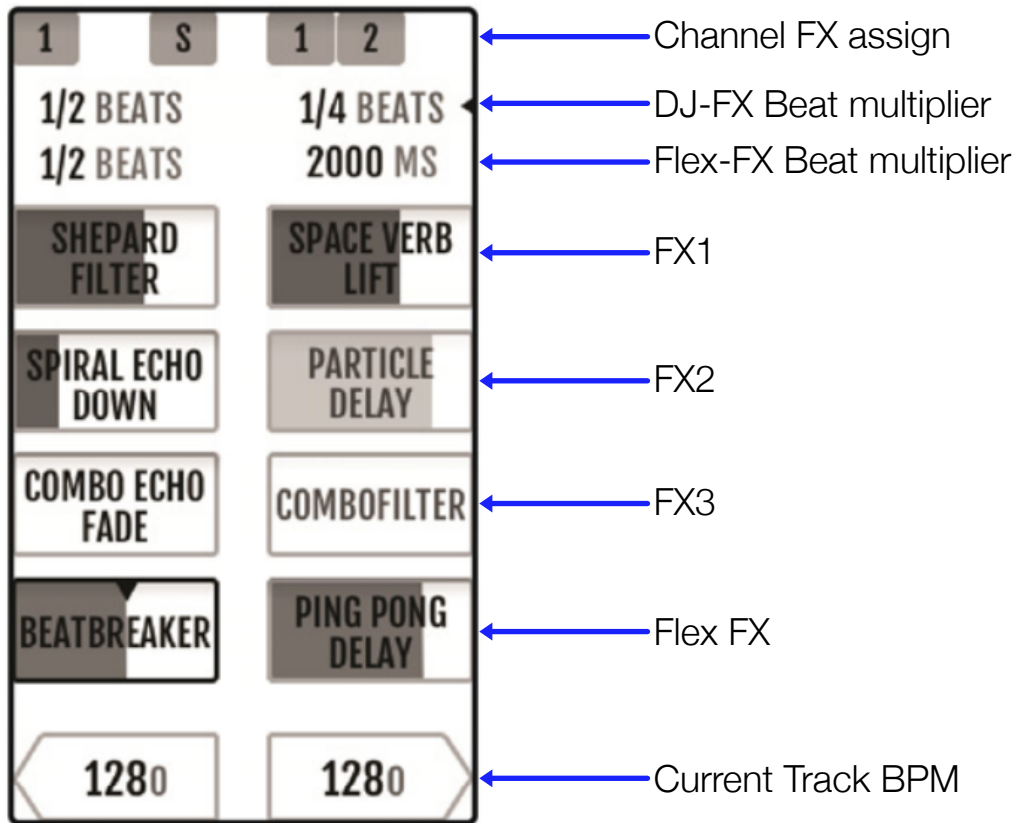 1 S 1 2 Channel FX assign
1/2 BEATS 1/4 BEATS DJ-FX Beat multiplier
1/2 BEATS 2000 MS Flex-FX Beat multiplier
SHEPARD SPACE VERB
FILTER LIFT
FX1
SPIRAL ECHO PARTICLE
DOWN DELAY
FX2
COMBO ECHO
FADE
COMBOFILTER
FX3
BEATBREAKER
PING PONG
DELAY
Flex FX
1280 1280 Current Track BPM